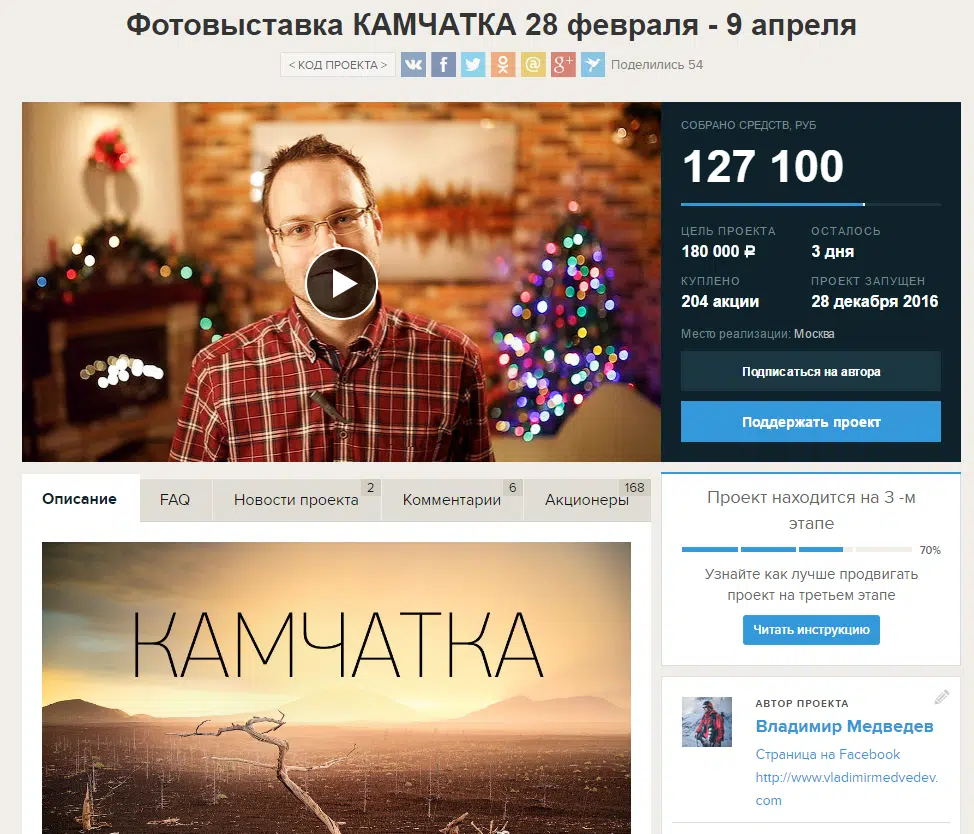 Фотовыставка КАМЧАТКА 28 февраля - 9 апреля
< КОД ПРОЕКТА >
Поделились 54
СОБРАНО СРЕДСТВ, РУБ
127 100
ЦЕЛЬ ПРОЕКТА ОСТАЛОСЬ
180 000 ₽ 3 дня
КУПЛЕНО ПРОЕКТ ЗАПУЩЕН
204 акции 28 декабря 2016
Место реализации: Москва
Подписаться на автора
Поддержать проект
Описание FAQ Новости проекта 2 Комментарии 6 Акционеры 168
КАМЧАТКА
Проект находится на 3 -м
этапе
70%
Узнайте как лучше продвигать
проект на третьем этапе
Читать инструкцию
АВТОР ПРОЕКТА
Владимир Медведев
Страница на Facebook
http://www.vladimirmedvedev.
com